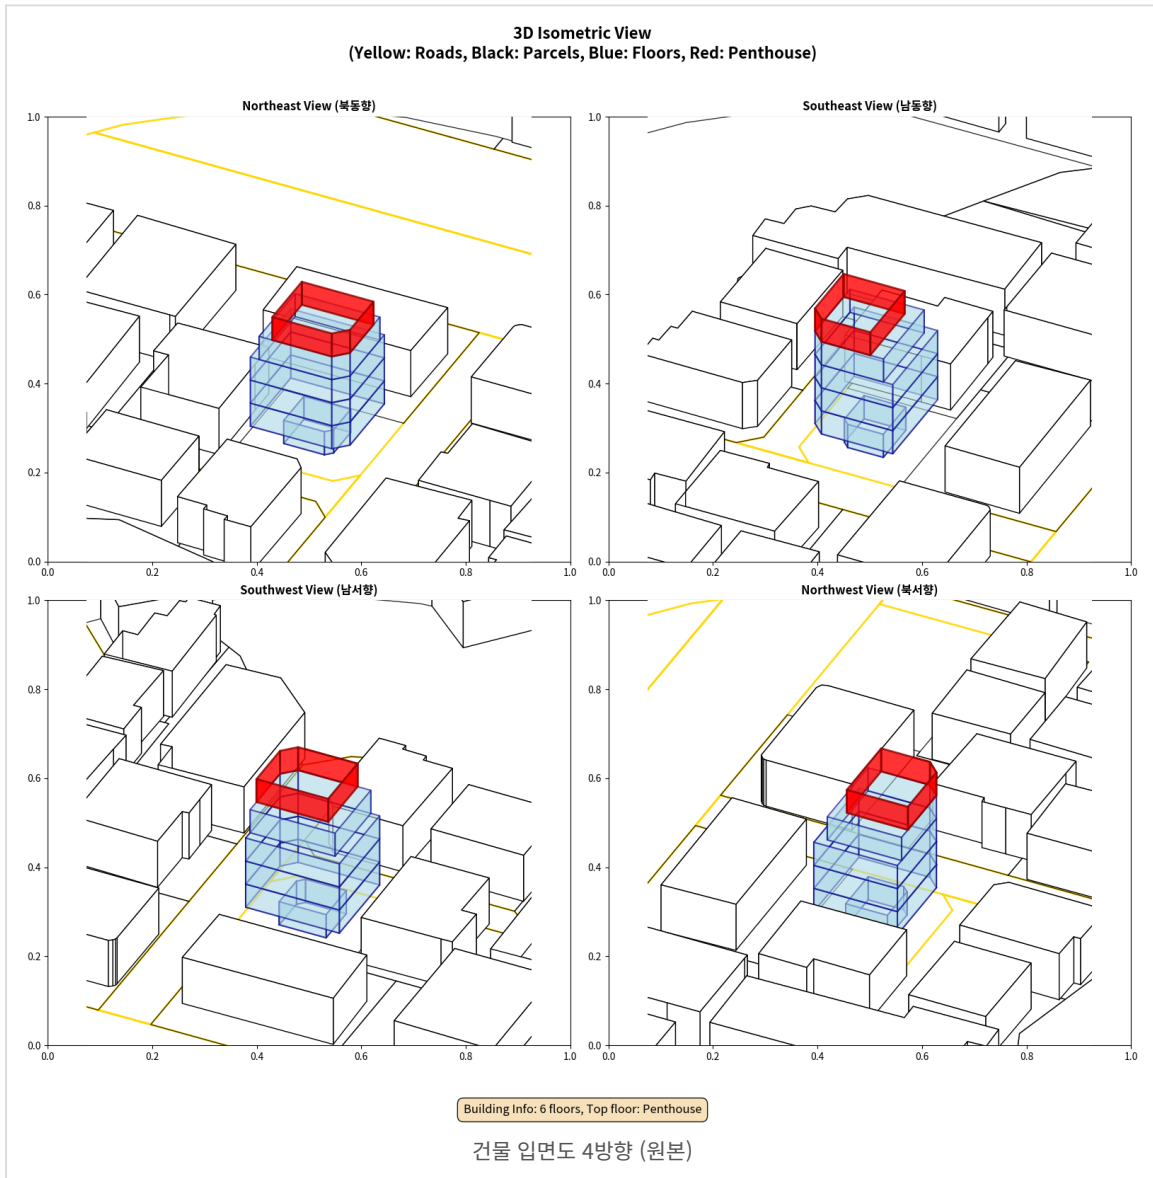 3D Isometric View
(Yellow: Roads, Black: Parcels, Blue: Floors, Red: Penthouse)
Northeast View (북동향)
1.0
0.8
0.6
0.4
0.2
0.0
0.0 0.2 0.4 0.6 0.8 1.0
Southeast View (남동향)
1.0
0.8
0.6
0.4
0.2
0.0
0.0 0.2 0.4 0.6 0.8 1.0
Southwest View (남서향)
1.0
0.8
0.6
0.4
0.2
0.0
0.0 0.2 0.4 0.6 0.8 1.0
Northwest View (북서향)
1.0
0.8
0.6
0.4
0.2
0.0
0.0 0.2 0.4 0.6 0.8 1.0
Building Info: 6 floors, Top floor: Penthouse
건물 입면도 4방향 (원본)